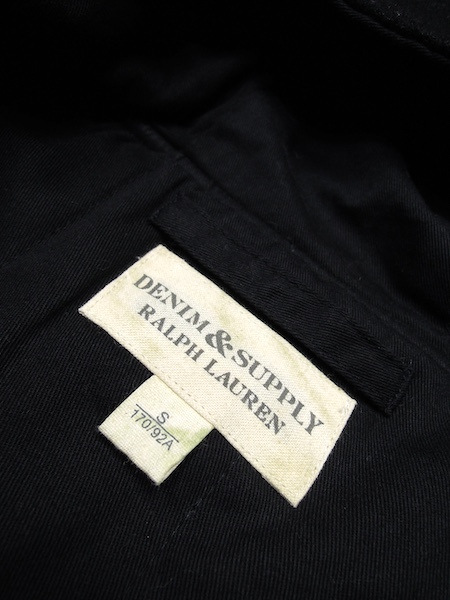 DENIM & SUPPLY
RALPH LAUREN
S
170/92A